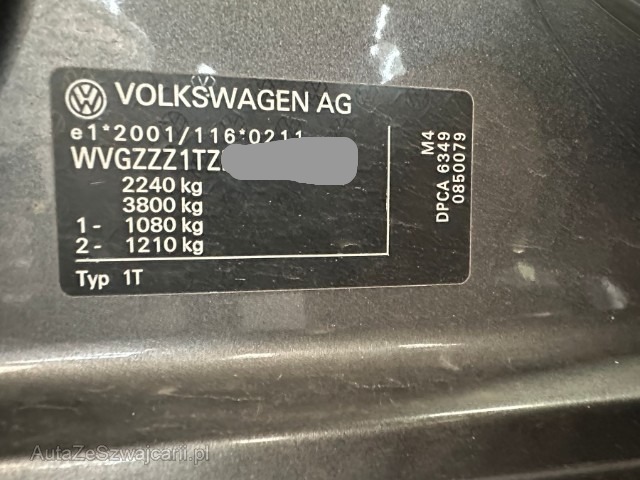 VOLKSWAGEN AG
e1*2001/116*0211
WVGZZZ1TZ
2240 kg
3800 kg
1- 1080 kg
2- 1210 kg
Typ 1T
M4
DPCA 6349
0850079
AutaZeSzwajcarii.pl